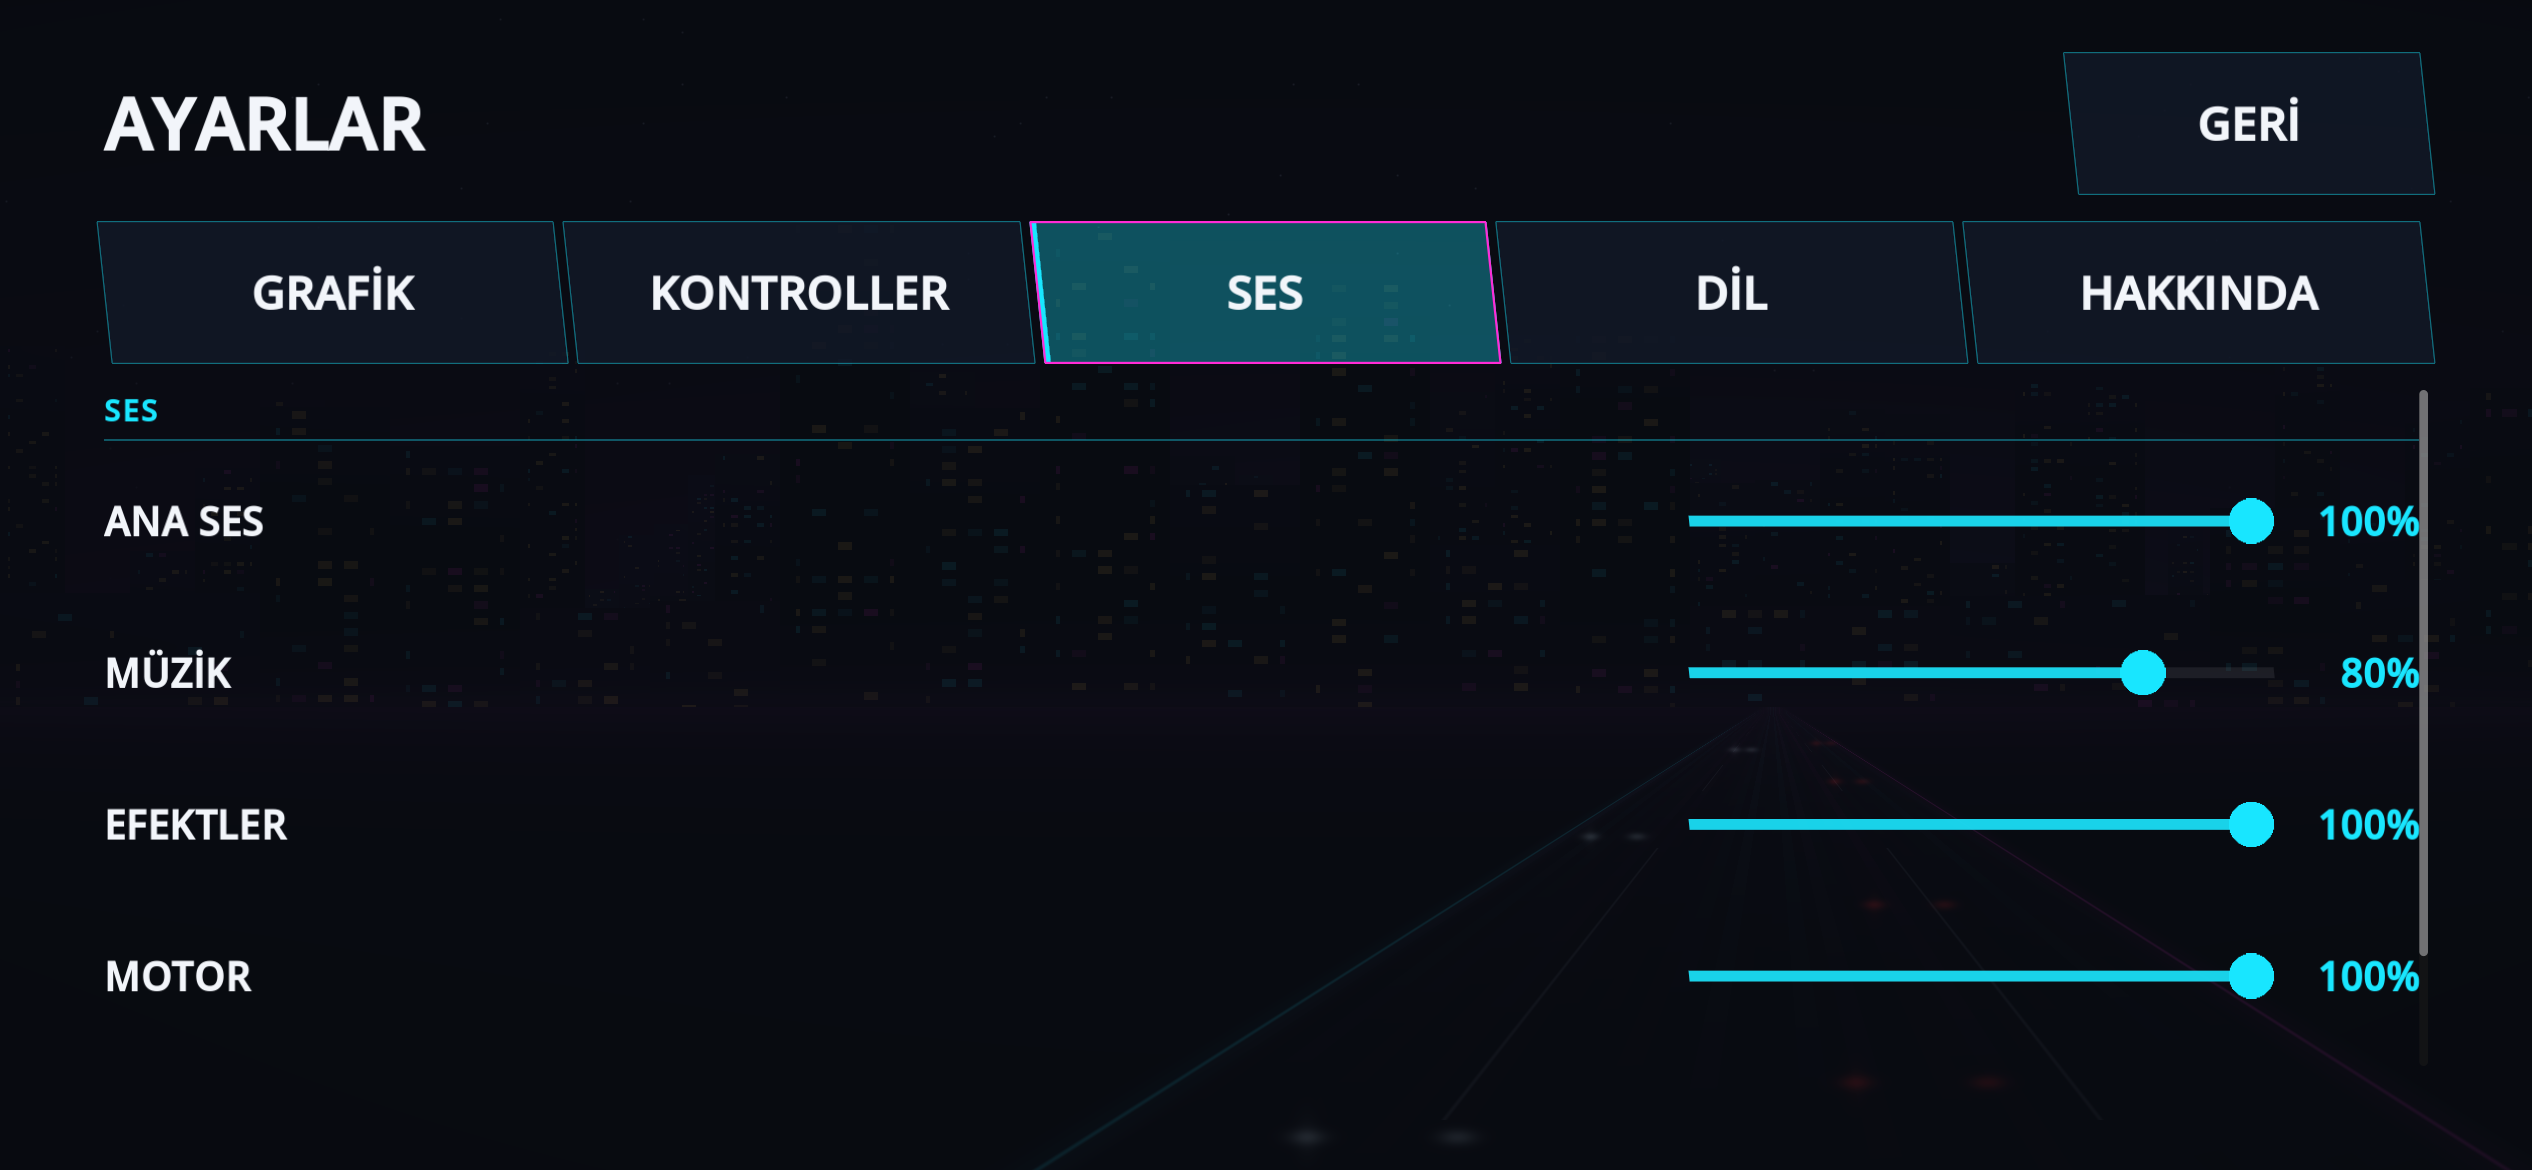 AYARLAR
GERİ
GRAFİK
KONTROLLER
SES
DİL
HAKKINDA
SES
ANA SES
100%
MÜZİK
80%
EFEKTLER
100%
MOTOR
100%